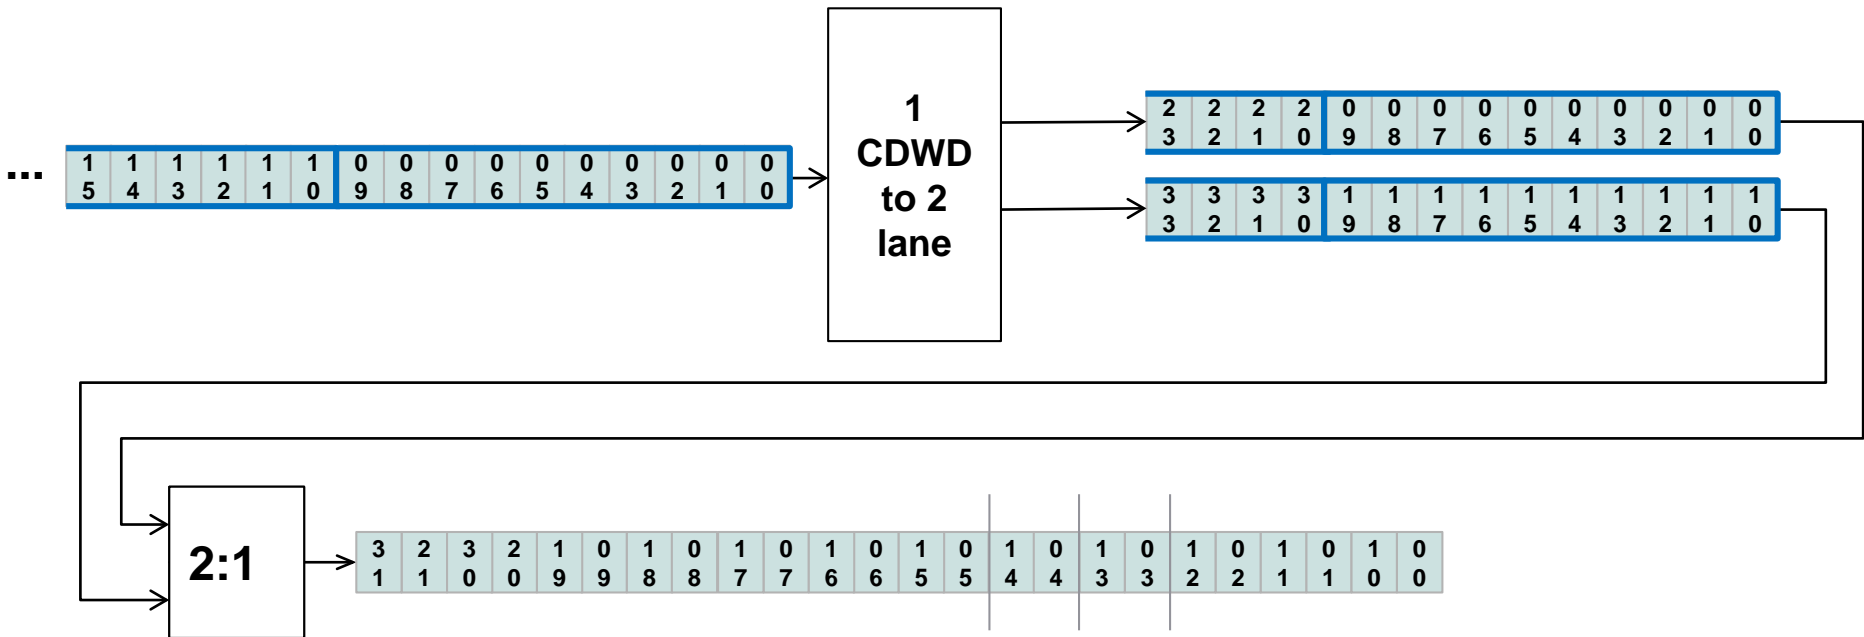 1
CDWD
to 2
lane
2 2 2 2 0 0 0 0 0 0 0 0 0 0
3 2 1 0 9 8 7 6 5 4 3 2 1 0
... 1 1 1 1 1 1 0 0 0 0 0 0 0 0 0 0
5 4 3 2 1 0 9 8 7 6 5 4 3 2 1 0
3 3 3 3 1 1 1 1 1 1 1 1 1 1
3 2 1 0 9 8 7 6 5 4 3 2 1 0
2:1
3 2 3 2 1 0 1 0 1 0 1 0 1 0 1 0 1 0 1 0 1 0 1 0
1 1 0 0 9 9 8 8 7 7 6 6 5 5 4 4 3 3 2 2 1 1 0 0